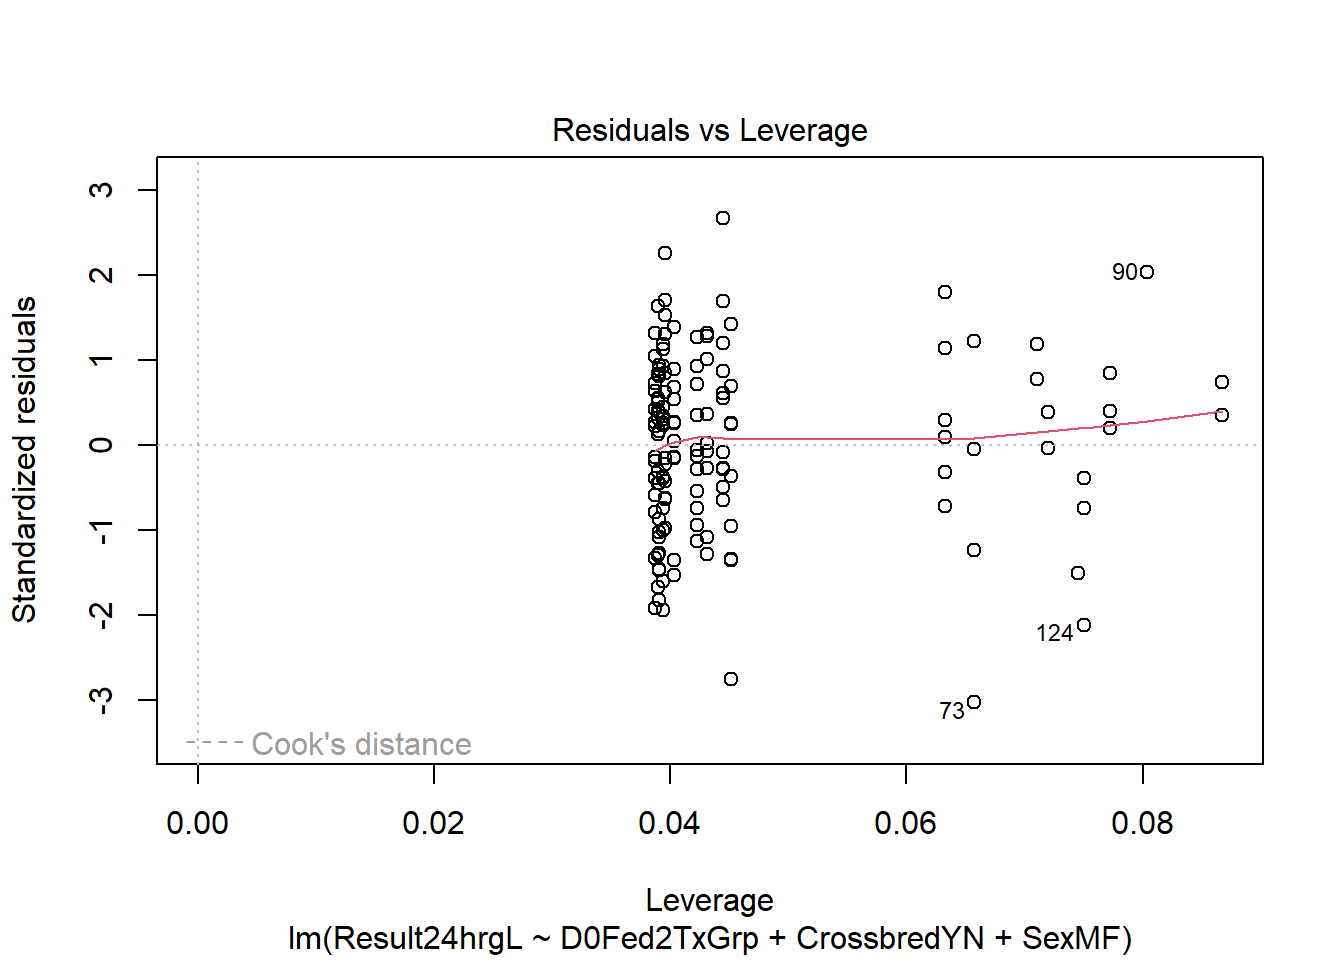 Residuals vs Leverage
Standardized residuals
3
2
1
0
-1
-2
-3
90
124
73
Cook's distance
0.00 0.02 0.04 0.06 0.08
Leverage
lm(Result24hrgL ~ D0Fed2TxGrp + CrossbredYN + SexMF)